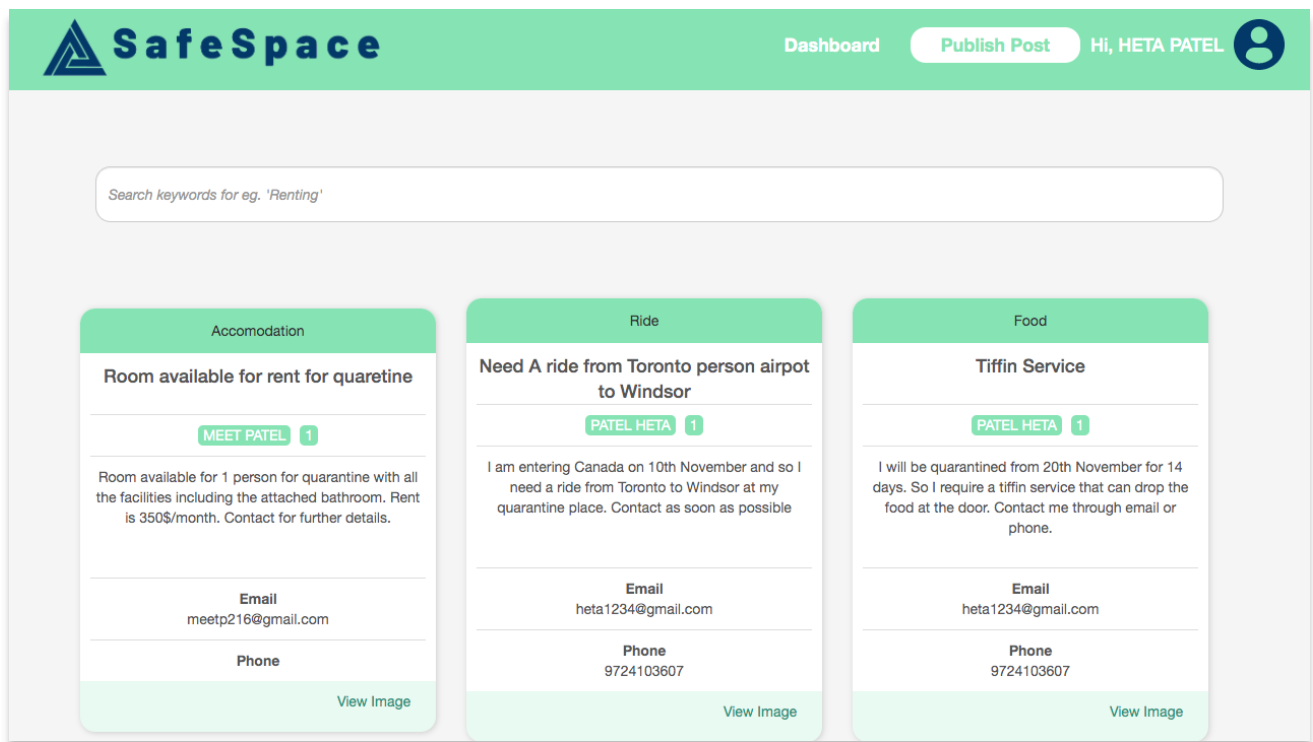 SafeSpace
Dashboard
Publish Post
Hi, HETA PATEL
Search keywords for eg. 'Renting'
Accomodation
Room available for rent for quaretine
MEET PATEL 1
Room available for 1 person for quarantine with all
the facilities including the attached bathroom. Rent
is 350$/month. Contact for further details.
Email
meetp216@gmail.com
Phone
View Image
Ride
Need A ride from Toronto person airpot
to Windsor
PATEL HETA 1
I am entering Canada on 10th November and so I
need a ride from Toronto to Windsor at my
quarantine place. Contact as soon as possible
Email
heta1234@gmail.com
Phone
9724103607
View Image
Food
Tiffin Service
PATEL HETA 1
I will be quarantined from 20th November for 14
days. So I require a tiffin service that can drop the
food at the door. Contact me through email or
phone.
Email
heta1234@gmail.com
Phone
9724103607
View Image